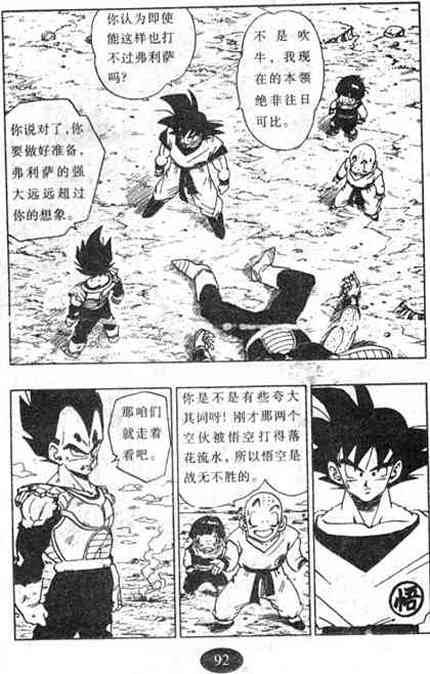 不是吹
牛，我现
在的本领
绝非往日
可比。
你认为即使
能这样也打
不过弗利萨
吗？
你说对了，你
要做好准备，
弗利萨的强
大远远超过
你的想象。
悟
你是不是有些夸大
其词呀！刚才那两个
家伙被悟空打得落
花流水，所以悟空是
战无不胜的。
那咱们
就走着
看吧。
92